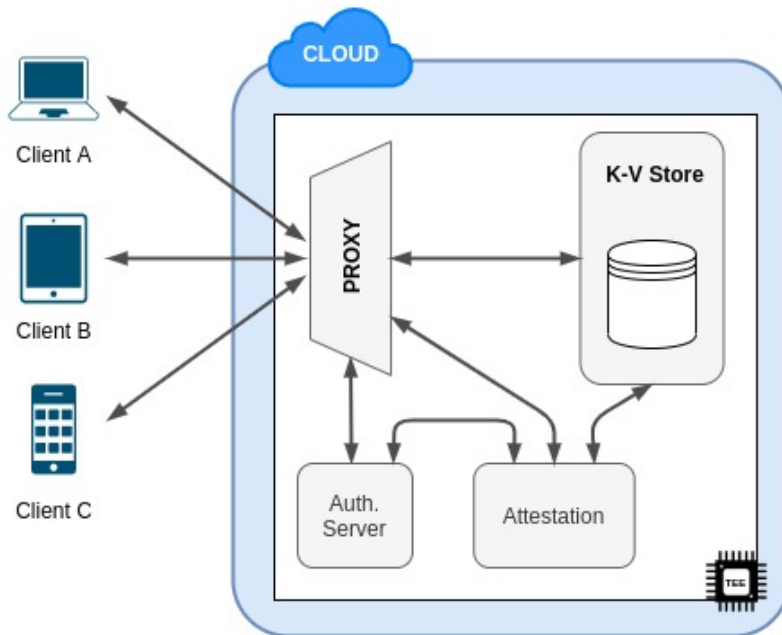 CLOUD
Client A
K-V Store
PROXY
Client B
Auth.
Server
Attestation
Client C
TEE